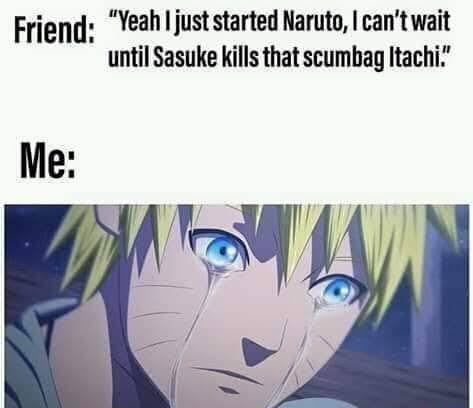 Friend: "Yeah I just started Naruto, I can't wait
until Sasuke kills that scumbag Itachi."
Me: